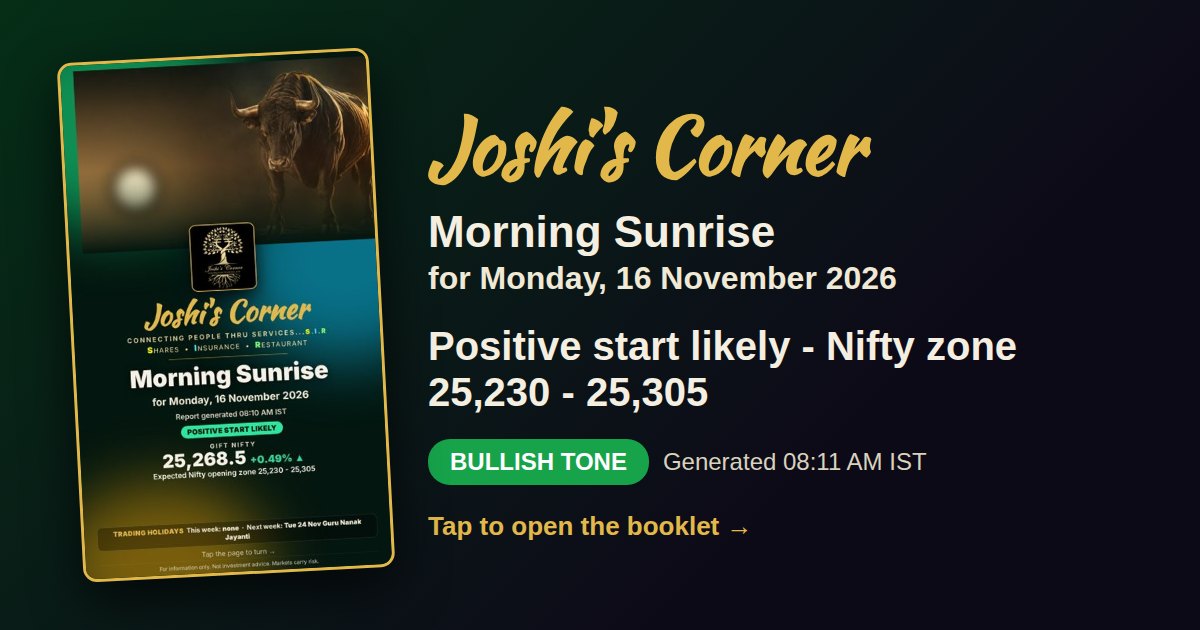 Joshi's Corner
Joshi's Corner
CONNECTING PEOPLE THRU SERVICES...S.I.R
SHARES • INSURANCE • RESTAURANT
Morning Sunrise
for Monday, 16 November 2026
Report generated 08:10 AM IST
POSITIVE START LIKELY
GIFT NIFTY
25,268.5 +0.49% ▲
Expected Nifty opening zone 25,230 - 25,305
TRADING HOLIDAYS This week: none · Next week: Tue 24 Nov Guru Nanak
Jayanti
Tap the page to turn →
For information only. Not investment advice. Markets carry risk.
Joshi's Corner
Morning Sunrise
for Monday, 16 November 2026
Positive start likely - Nifty zone
25,230 - 25,305
BULLISH TONE Generated 08:11 AM IST
Tap to open the booklet →